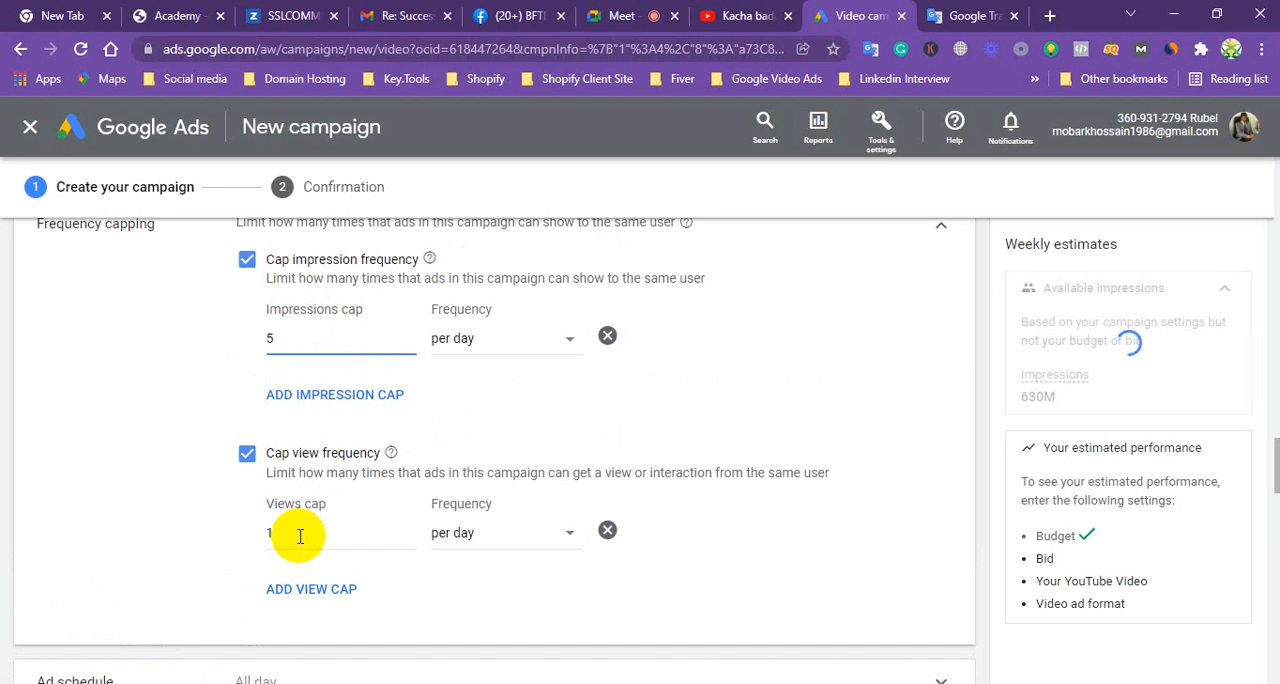 New Tab
Academy -
SSLCOMM
Re: Succes
(20+) BFTI
Meet -
Kacha bad
Video cam
Google Tra
ads.google.com/aw/campaigns/new/video?ocid=618447264&cmpnInfo=%7B"1"%3A4%2C"8"%3A"a73C8...
Apps
Maps
Social media
Domain Hosting
Key.Tools
Shopify
Shopify Client Site
Fiver
Google Video Ads
Linkedin Interview
»
Other bookmarks
Reading list
Google Ads
New campaign
Search
Reports
Tools & settings
Help
Notifications
360-931-2794 Rubel
mobarkhossain1986@gmail.com
1 Create your campaign
2 Confirmation
Frequency capping
Limit how many times that ads in this campaign can show to the same user
Cap impression frequency
Limit how many times that ads in this campaign can show to the same user
Impressions cap
Frequency
5
per day
ADD IMPRESSION CAP
Cap view frequency
Limit how many times that ads in this campaign can get a view or interaction from the same user
Views cap
Frequency
1
per day
ADD VIEW CAP
Ad schedule
All day
Weekly estimates
Available impressions
Based on your campaign settings but
not your budget or bid
Impressions
630M
Your estimated performance
To see your estimated performance,
enter the following settings:
• Budget
• Bid
• Your YouTube Video
• Video ad format